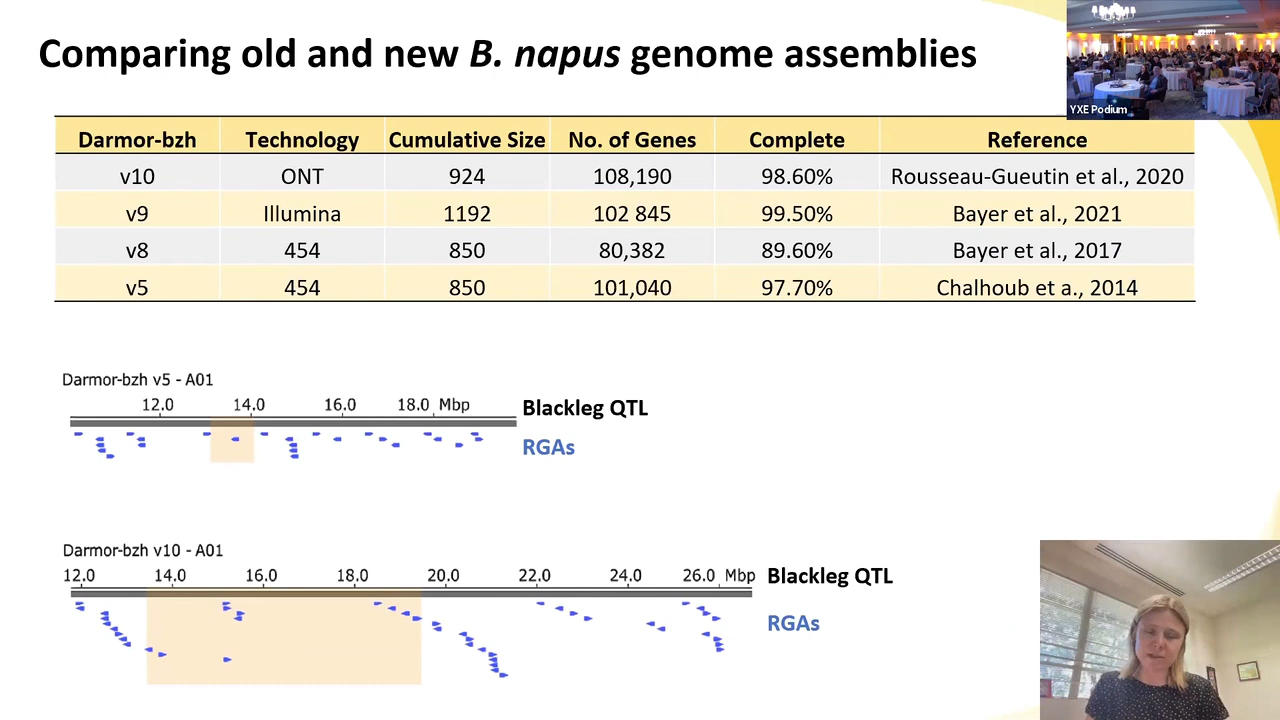 Comparing old and new B. napus genome assemblies
YXE Podium
Darmor-bzh Technology Cumulative Size No. of Genes Complete Reference
v10 ONT 924 108,190 98.60% Rousseau-Gueutin et al., 2020
v9 Illumina 1192 102 845 99.50% Bayer et al., 2021
v8 454 850 80,382 89.60% Bayer et al., 2017
v5 454 850 101,040 97.70% Chalhoub et a., 2014
Darmor-bzh v5 - A01
12.0 14.0 16.0 18.0 Mbp
Blackleg QTL
RGAs
Darmor-bzh v10 - A01
12.0 14.0 16.0 18.0 20.0 22.0 24.0 26.0 Mbp
Blackleg QTL
RGAs